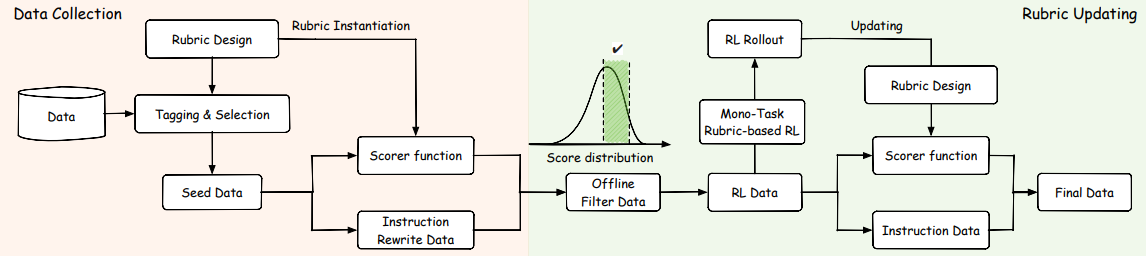 Data Collection
Rubric Updating
Rubric Design
Rubric Instantiation
Data
Tagging & Selection
Seed Data
Scorer function
Instruction
Rewrite Data
✔
Score distribution
Offline
Filter Data
RL Rollout
Updating
Mono-Task
Rubric-based RL
RL Data
Rubric Design
Scorer function
Instruction Data
Final Data